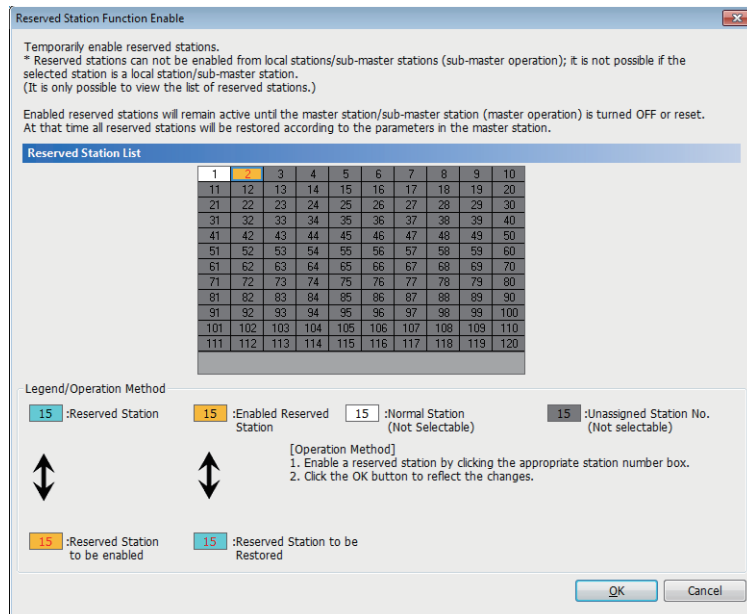 Reserved Station Function Enable
Temporarily enable reserved stations.
* Reserved stations can not be enabled from local stations/sub-master stations (sub-master operation); it is not possible if the
selected station is a local station/sub-master station.
(It is only possible to view the list of reserved stations.)
Enabled reserved stations will remain active until the master station/sub-master station (master operation) is turned OFF or reset.
At that time all reserved stations will be restored according to the parameters in the master station.
Reserved Station List
1 2 3 4 5 6 7 8 9 10
11 12 13 14 15 16 17 18 19 20
21 22 23 24 25 26 27 28 29 30
31 32 33 34 35 36 37 38 39 40
41 42 43 44 45 46 47 48 49 50
51 52 53 54 55 56 57 58 59 60
61 62 63 64 65 66 67 68 69 70
71 72 73 74 75 76 77 78 79 80
81 82 83 84 85 86 87 88 89 90
91 92 93 94 95 96 97 98 99 100
101 102 103 104 105 106 107 108 109 110
111 112 113 114 115 116 117 118 119 120
Legend/Operation Method
15 :Reserved Station 15 :Enabled Reserved 15 :Normal Station 15 :Unassigned Station No.
Station (Not Selectable) (Not selectable)
[Operation Method]
1. Enable a reserved station by clicking the appropriate station number box.
2. Click the OK button to reflect the changes.
15 :Reserved Station 15 :Reserved Station to be
to be enabled Restored
OK Cancel